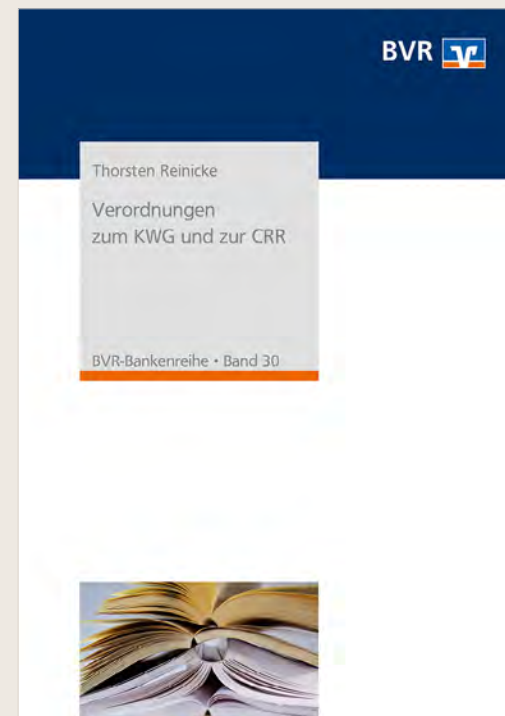 BVR
Thorsten Reinicke
Verordnungen
zum KWG und zur CRR
BVR-Bankenreihe • Band 30